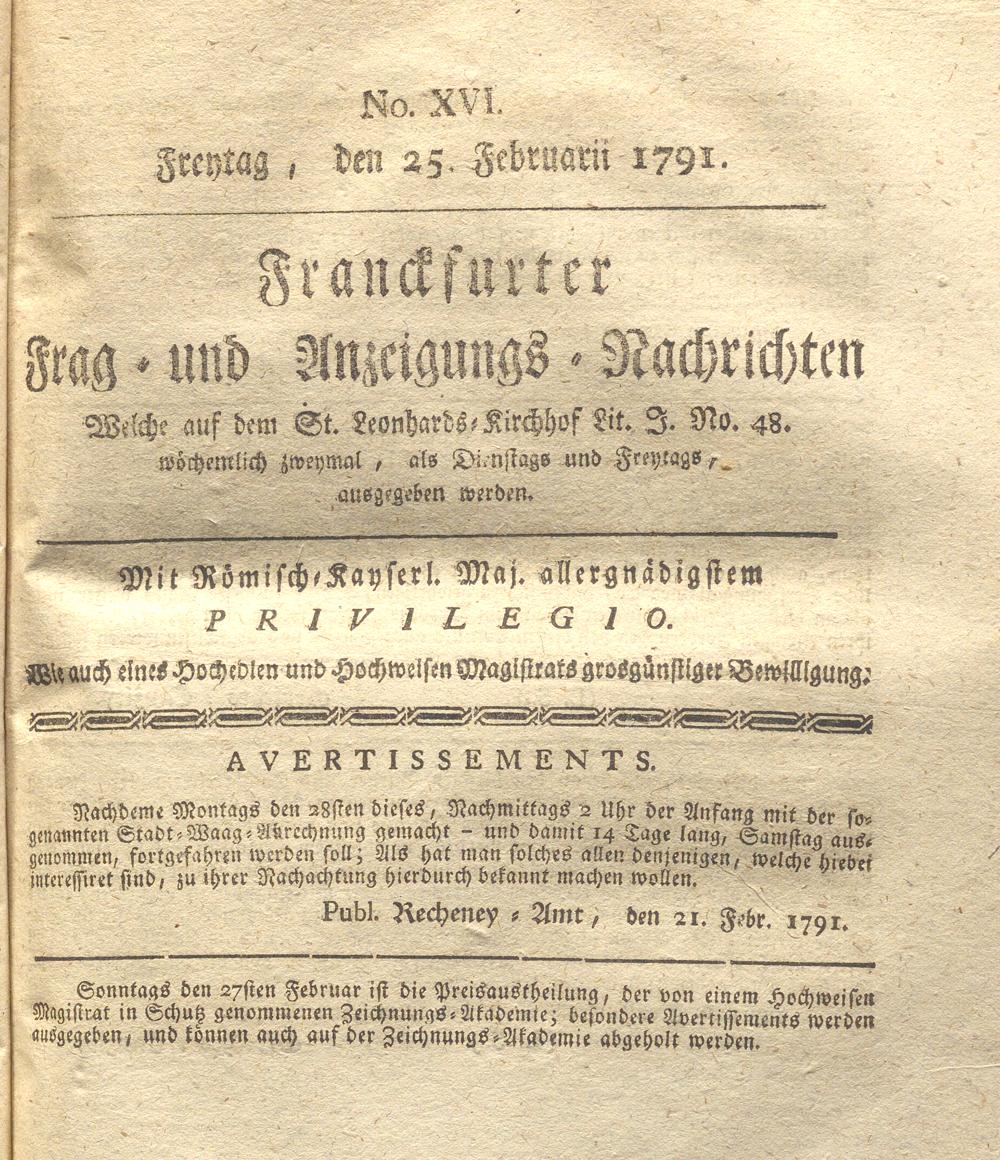 No. XVI.
Freytag, den 25. Februarii 1791.
Franckfurter
Frag- und Anzeigungs-Nachrichten
Welche auf dem St. Leonhards-Kirchhof Lit. J. No. 48.
wöchentlich zweymal, als Dienstags und Freytags,
ausgegeben werden.
Mit Römisch-Kayserl. Maj. allergnädigstem
PRIVILEGIO.
Wie auch eines Hochedlen und Hochweisen Magistrats grosgünstiger Bewilligung.
AVERTISSEMENTS.
Nachdeme Montags den 28sten dieses, Nachmittags 2 Uhr der Anfang mit der so-
genannten Stadt-Waag-Abrechnung gemacht – und damit 14 Tage lang, Samstag aus-
genommen, fortgefahren werden soll; Als hat man solches allen denjenigen, welche hiebei
interessiret sind, zu ihrer Nachachtung hierdurch bekannt machen wollen.
Publ. Recheney-Amt, den 21. Febr. 1791.
Sonntags den 27sten Februar ist die Preisaustheilung, der von einem Hochweisen
Magistrat in Schutz genommenen Zeichnungs-Akademie; besondere Avertissements werden
ausgegeben, und können auch auf der Zeichnungs-Akademie abgeholt werden.